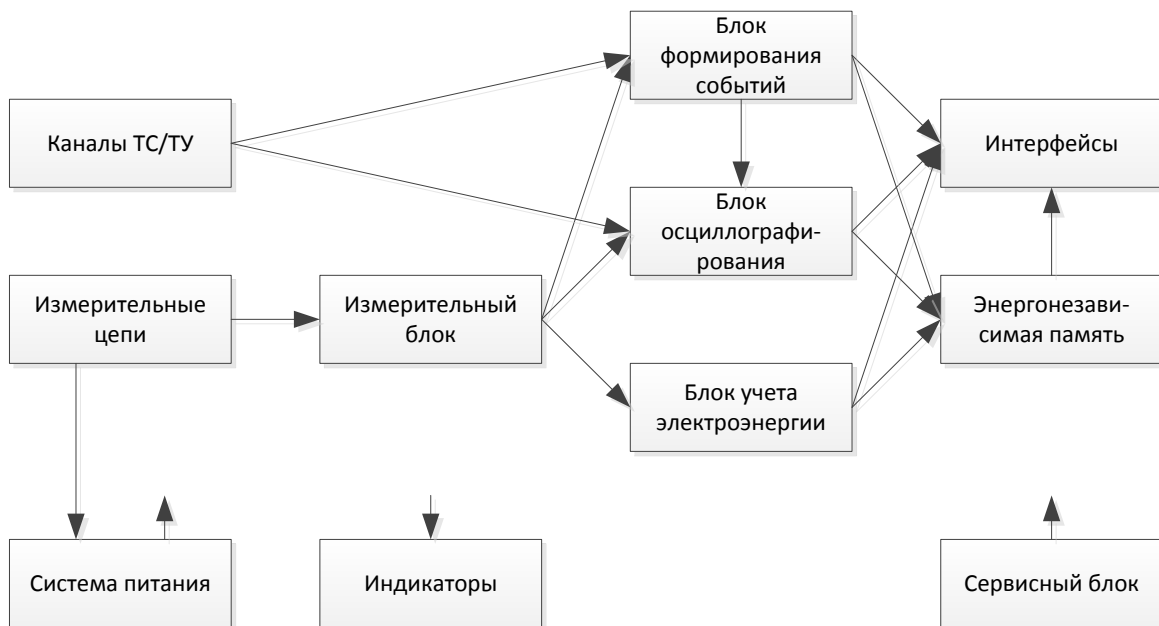 Блок
формирования
событий
Каналы ТС/ТУ
Интерфейсы
Блок
осциллографи-
рования
Измерительные
цепи
Измерительный
блок
Энергонезави-
симая память
Блок учета
электроэнергии
Система питания
Индикаторы
Сервисный блок